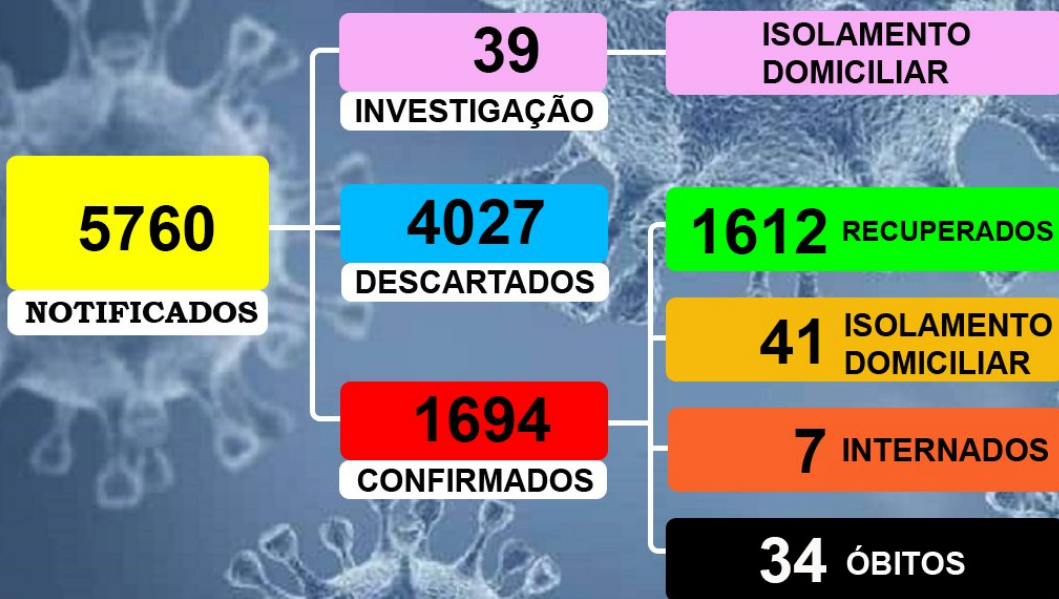 5760
NOTIFICADOS
39
INVESTIGAÇÃO
ISOLAMENTO
DOMICILIAR
4027
DESCARTADOS
1694
CONFIRMADOS
1612 RECUPERADOS
41 ISOLAMENTO
DOMICILIAR
7 INTERNADOS
34 ÓBITOS